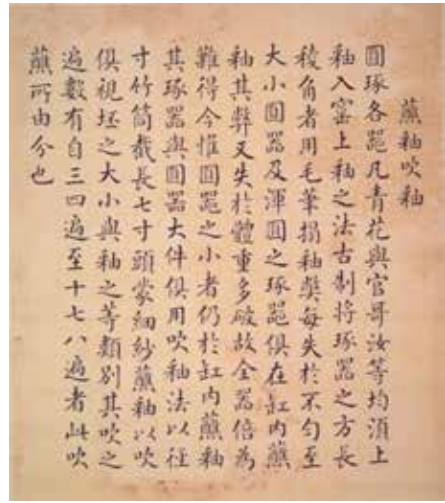 蘸釉吹釉
圓琢各器凡青花與官哥汝等均須上
釉入窰上釉之法古制將琢器之方長
稜角者用毛筆搨釉獘每失於不勻至
大小圓器及渾圓之琢器俱在缸內蘸
釉其弊又失於體重多破故全器倍為
難得今惟圓器之小者仍於缸內蘸釉
其琢器與圓器大件俱用吹釉法以徑
寸竹筒截長七寸頭蒙細紗蘸釉以吹
俱視坯之大小與釉之等類別其吹之
遍數有自三四遍至十七八遍者此吹
蘸所由分也